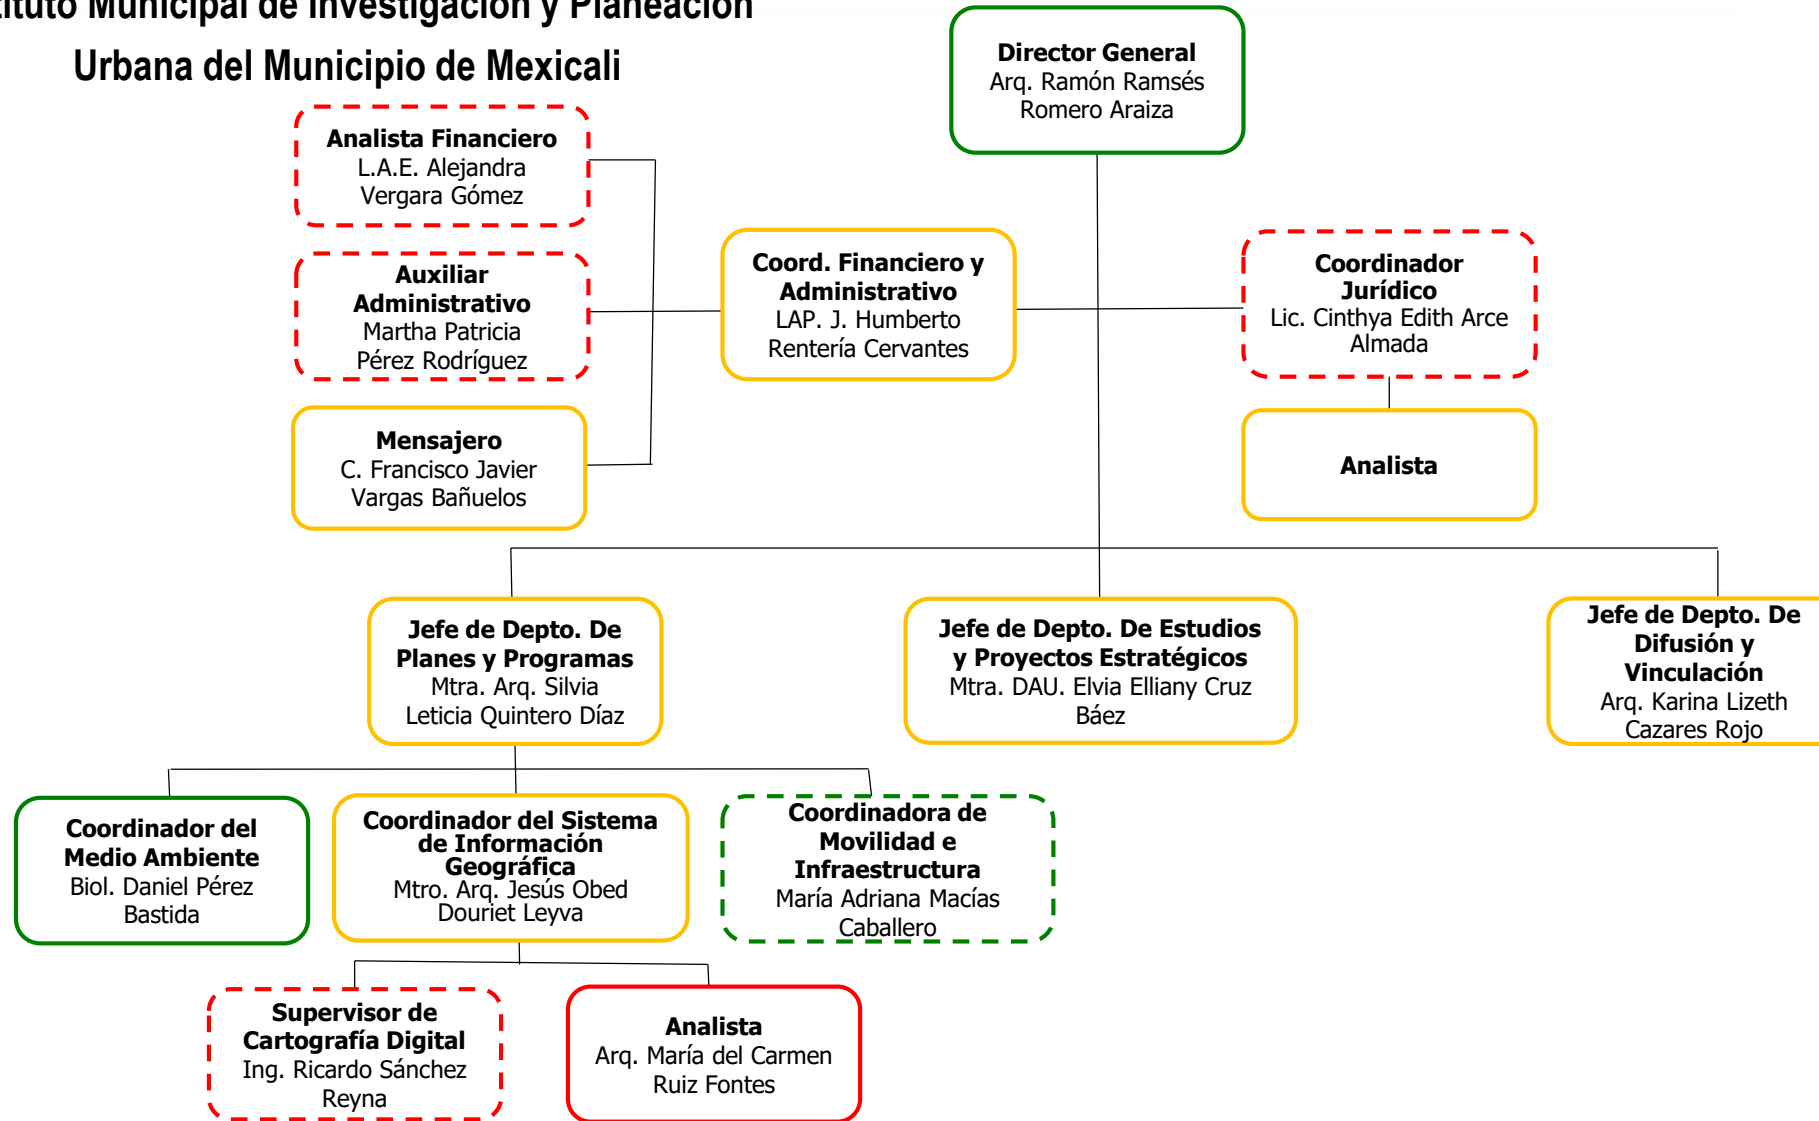 tituto Municipal de Investigación y Planeación
Urbana del Municipio de Mexicali
Director General
Arq. Ramón Ramsés
Romero Araiza
Analista Financiero
L.A.E. Alejandra
Vergara Gómez
Auxiliar
Administrativo
Martha Patricia
Pérez Rodríguez
Mensajero
C. Francisco Javier
Vargas Bañuelos
Coord. Financiero y
Administrativo
LAP. J. Humberto
Rentería Cervantes
Coordinador
Jurídico
Lic. Cinthya Edith Arce
Almada
Analista
Jefe de Depto. De
Planes y Programas
Mtra. Arq. Silvia
Leticia Quintero Díaz
Jefe de Depto. De Estudios
y Proyectos Estratégicos
Mtra. DAU. Elvia Elliany Cruz
Báez
Jefe de Depto. De
Difusión y
Vinculación
Arq. Karina Lizeth
Cazares Rojo
Coordinador del
Medio Ambiente
Biol. Daniel Pérez
Bastida
Coordinador del Sistema
de Información
Geográfica
Mtro. Arq. Jesús Obed
Douriet Leyva
Coordinadora de
Movilidad e
Infraestructura
María Adriana Macías
Caballero
Supervisor de
Cartografía Digital
Ing. Ricardo Sánchez
Reyna
Analista
Arq. María del Carmen
Ruiz Fontes